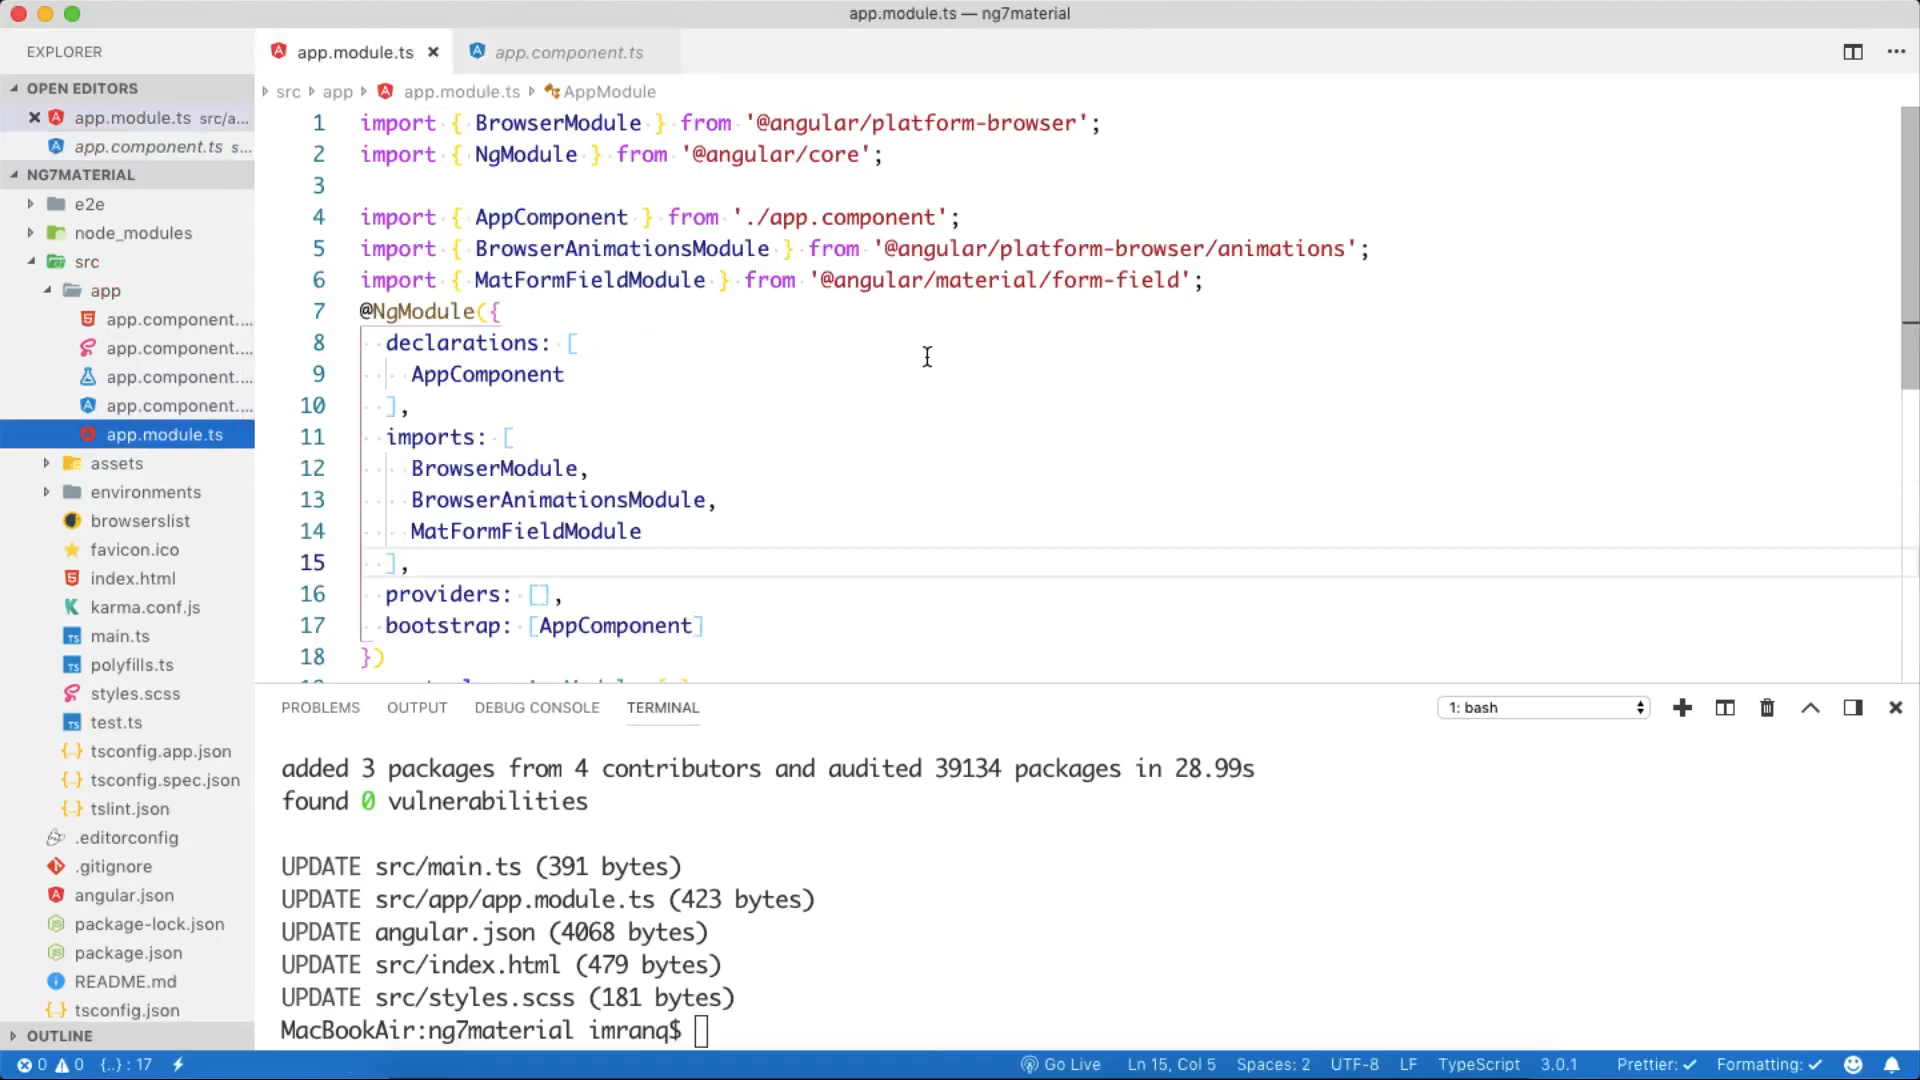 app.module.ts — ng7material
EXPLORER
OPEN EDITORS
app.module.ts src/a...
app.component.ts s...
NG7MATERIAL
e2e
node_modules
src
app
app.component....
app.component....
app.component....
app.component....
app.module.ts
assets
environments
browserslist
favicon.ico
index.html
karma.conf.js
main.ts
polyfills.ts
styles.scss
test.ts
tsconfig.app.json
tsconfig.spec.json
tslint.json
.editorconfig
.gitignore
angular.json
package-lock.json
package.json
README.md
tsconfig.json
OUTLINE
app.module.ts app.component.ts
src app app.module.ts AppModule
1 import { BrowserModule } from '@angular/platform-browser';
2 import { NgModule } from '@angular/core';
3
4 import { AppComponent } from './app.component';
5 import { BrowserAnimationsModule } from '@angular/platform-browser/animations';
6 import { MatFormFieldModule } from '@angular/material/form-field';
7 @NgModule({
8 declarations: [
9 AppComponent
10 ],
11 imports: [
12 BrowserModule,
13 BrowserAnimationsModule,
14 MatFormFieldModule
15 ],
16 providers: [],
17 bootstrap: [AppComponent]
18 })
PROBLEMS OUTPUT DEBUG CONSOLE TERMINAL 1: bash
added 3 packages from 4 contributors and audited 39134 packages in 28.99s
found 0 vulnerabilities
UPDATE src/main.ts (391 bytes)
UPDATE src/app/app.module.ts (423 bytes)
UPDATE angular.json (4068 bytes)
UPDATE src/index.html (479 bytes)
UPDATE src/styles.scss (181 bytes)
MacBookAir:ng7material imranq$
0 0 {..} : 17 Go Live Ln 15, Col 5 Spaces: 2 UTF-8 LF TypeScript 3.0.1 Prettier: ✓ Formatting: ✓